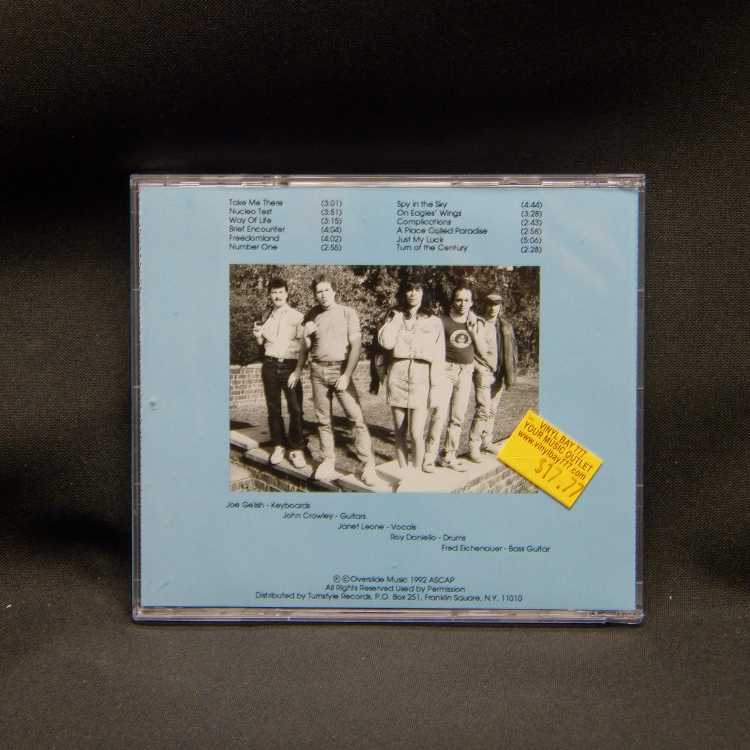 Take Me There (3:01)
Nucleo Test (3:51)
Way Of Life (3:15)
Brief Encounter (4:04)
Freedomland (4:02)
Number One (2:55)
Spy in the Sky (4:44)
On Eagles' Wings (3:28)
Complications (2:43)
A Place Called Paradise (2:58)
Just My Luck (5:06)
Turn of the Century (2:28)
VINYL BAY 777
YOUR MUSIC OUTLET
www.vinylbay777.com
$17.77
Joe Gelish - Keyboards
John Crowley - Guitars
Janet Leone - Vocals
Roy Daniello - Drums
Fred Eichenauer - Bass Guitar
Ⓟ ©Overslide Music 1992 ASCAP
All Rights Reserved Used by Permission
Distributed by Turnstyle Records, P.O. Box 251, Franklin Square, N.Y. 11010